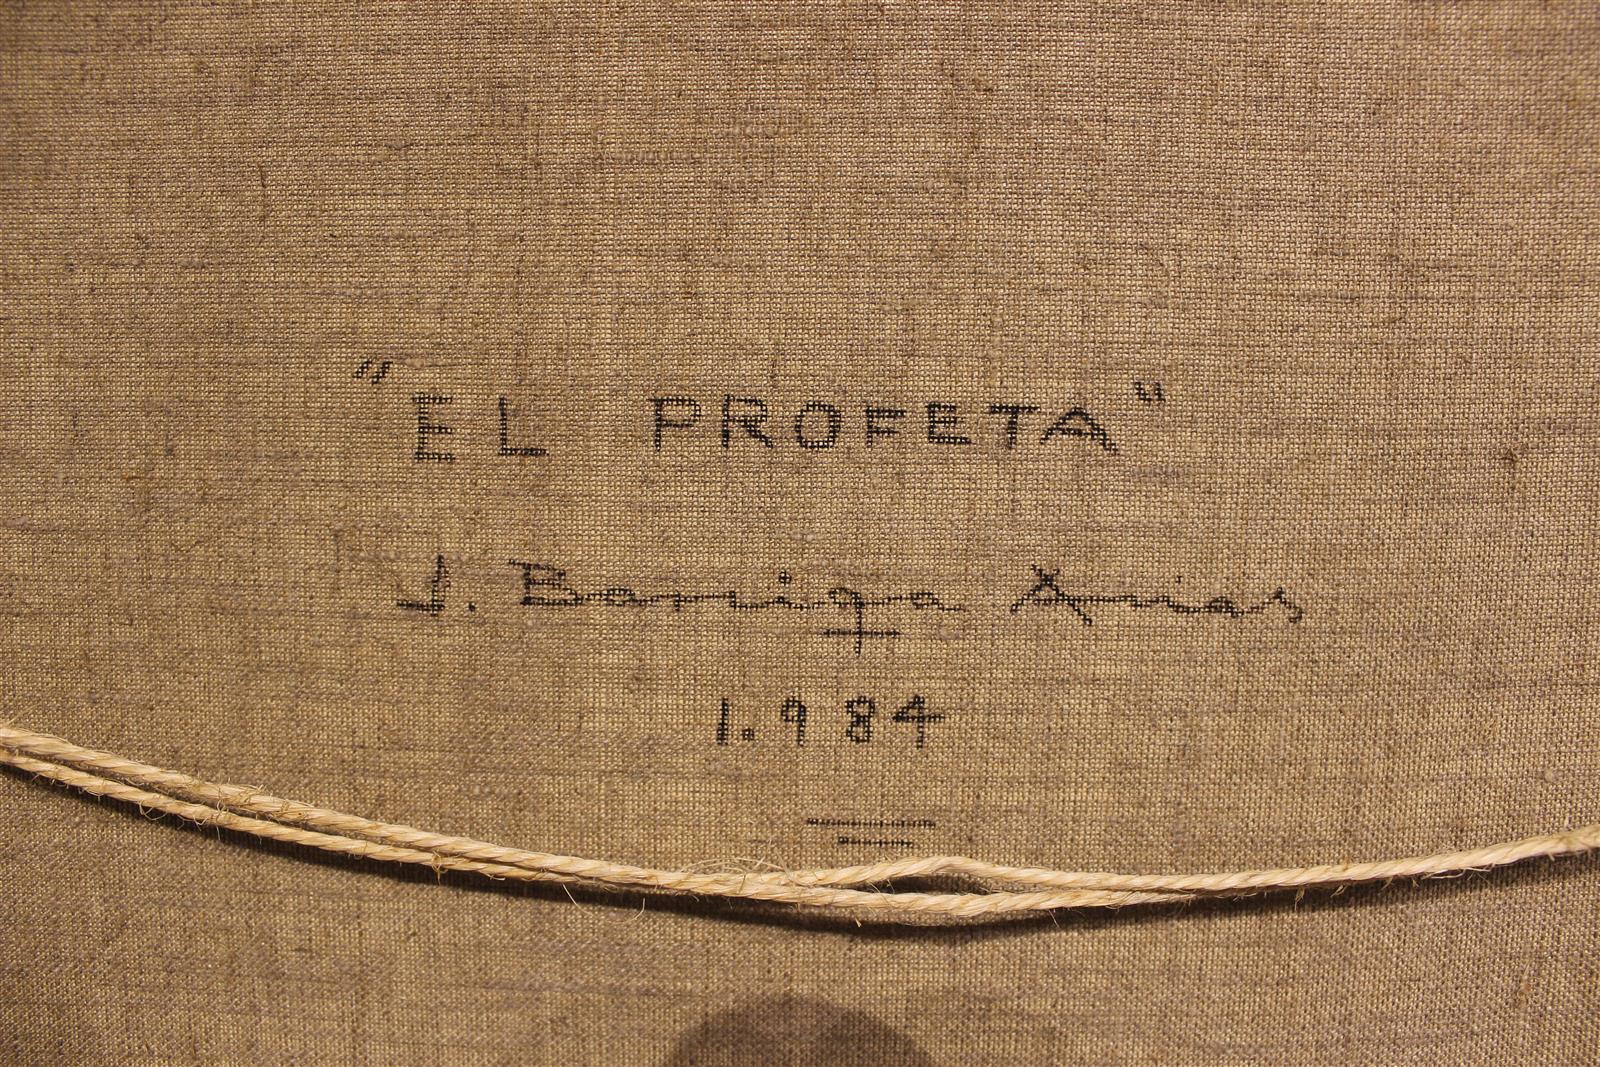 "EL PROFETA"
J. Barriga Arias
1.984